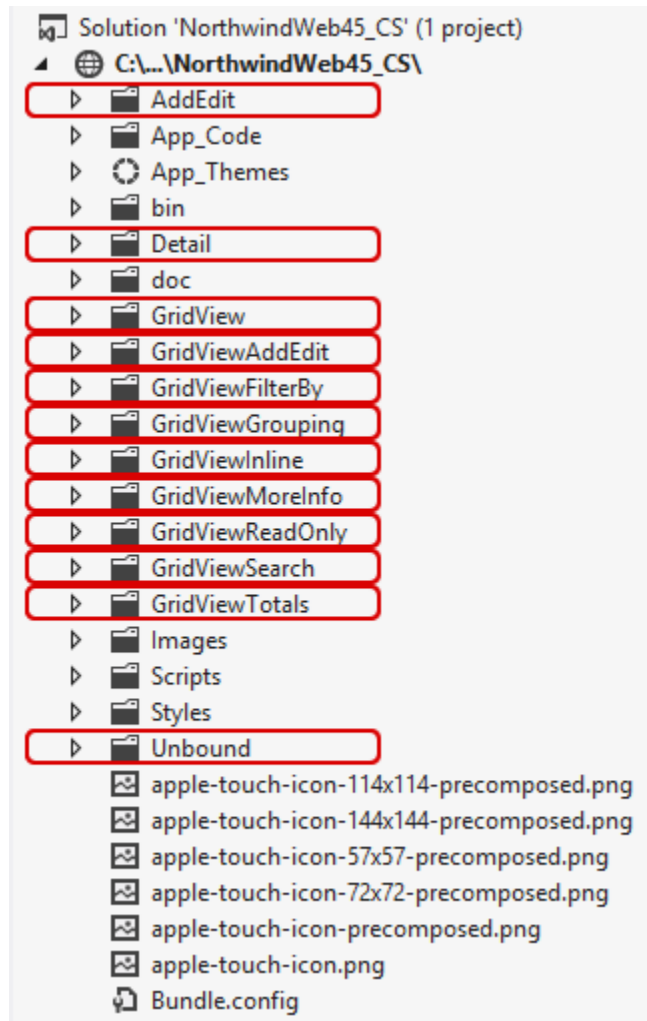 Solution 'NorthwindWeb45_CS' (1 project)
C:\...\NorthwindWeb45_CS\
AddEdit
App_Code
App_Themes
bin
Detail
doc
GridView
GridViewAddEdit
GridViewFilterBy
GridViewGrouping
GridViewInline
GridViewMoreInfo
GridViewReadOnly
GridViewSearch
GridViewTotals
Images
Scripts
Styles
Unbound
apple-touch-icon-114x114-precomposed.png
apple-touch-icon-144x144-precomposed.png
apple-touch-icon-57x57-precomposed.png
apple-touch-icon-72x72-precomposed.png
apple-touch-icon-precomposed.png
apple-touch-icon.png
Bundle.config